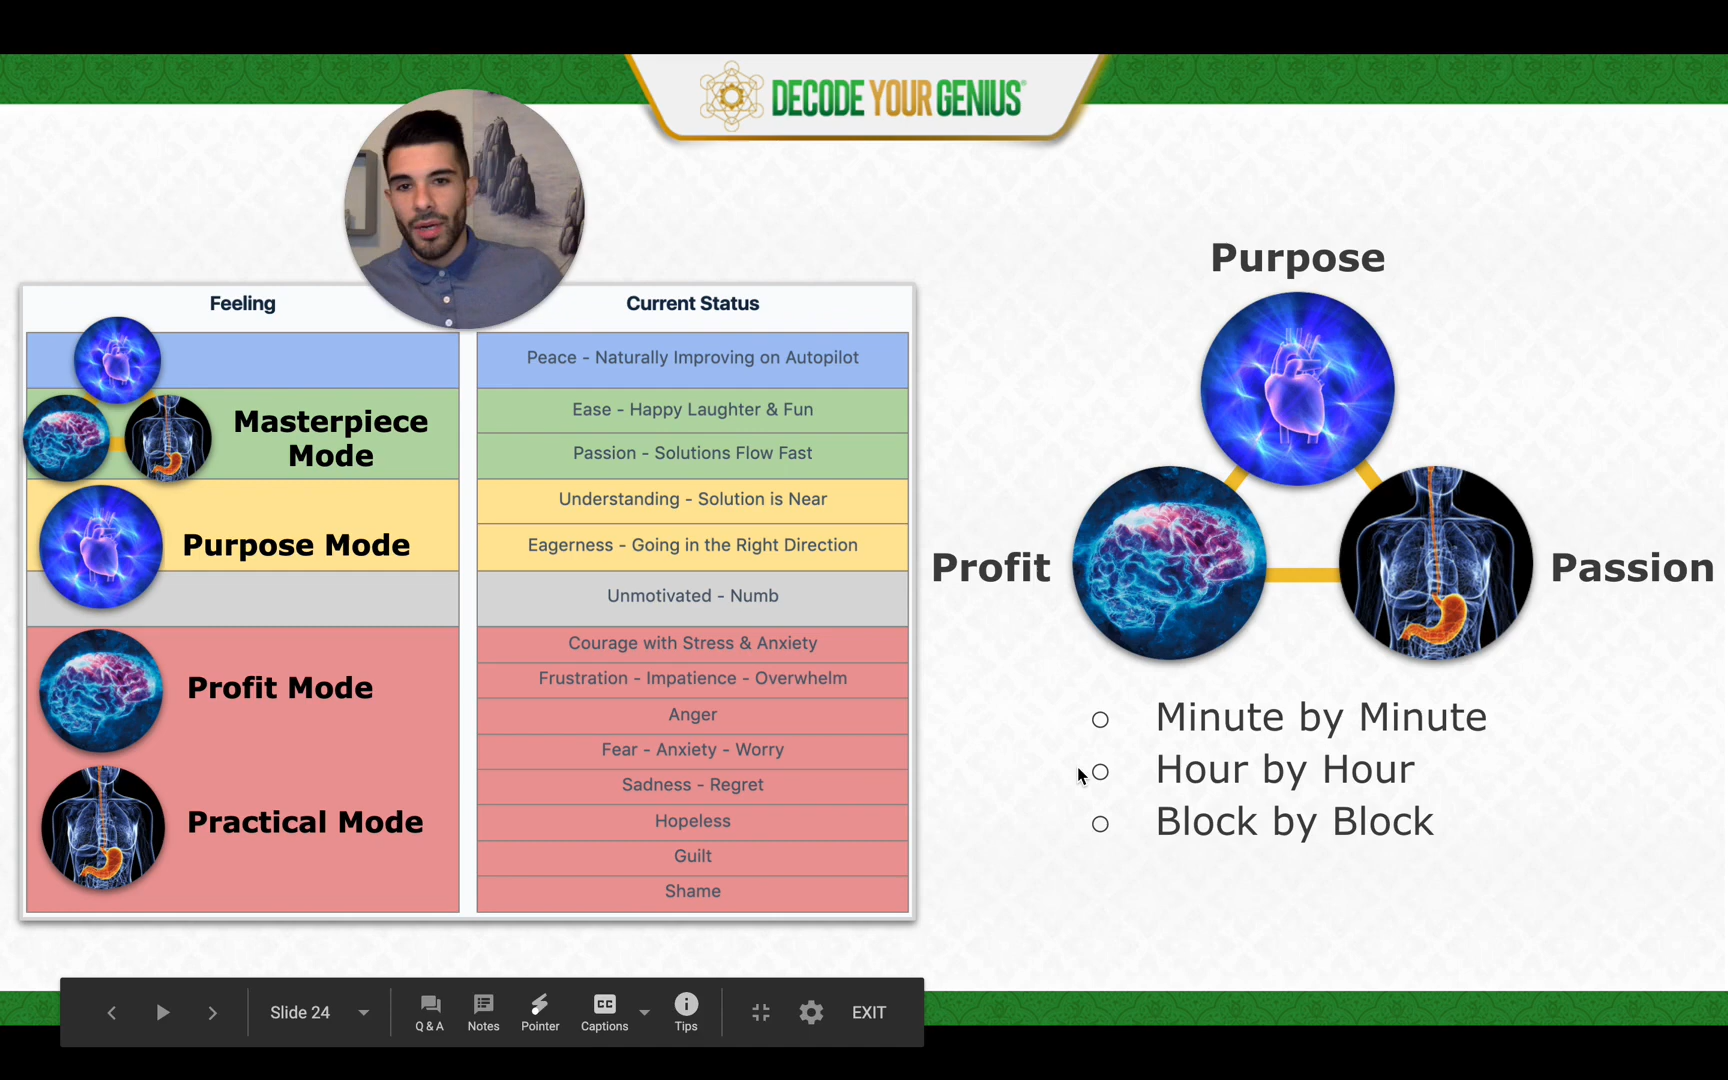 DECODE YOUR GENIUS®
Feeling
Current Status
Peace - Naturally Improving on Autopilot
Masterpiece
Mode
Ease - Happy Laughter & Fun
Passion - Solutions Flow Fast
Purpose Mode
Understanding - Solution is Near
Eagerness - Going in the Right Direction
Unmotivated - Numb
Profit Mode
Courage with Stress & Anxiety
Frustration - Impatience - Overwhelm
Anger
Fear - Anxiety - Worry
Practical Mode
Sadness - Regret
Hopeless
Guilt
Shame
Purpose
Profit
Passion
Minute by Minute
Hour by Hour
Block by Block
Slide 24
Q & A
Notes
Pointer
CC
Captions
Tips
EXIT